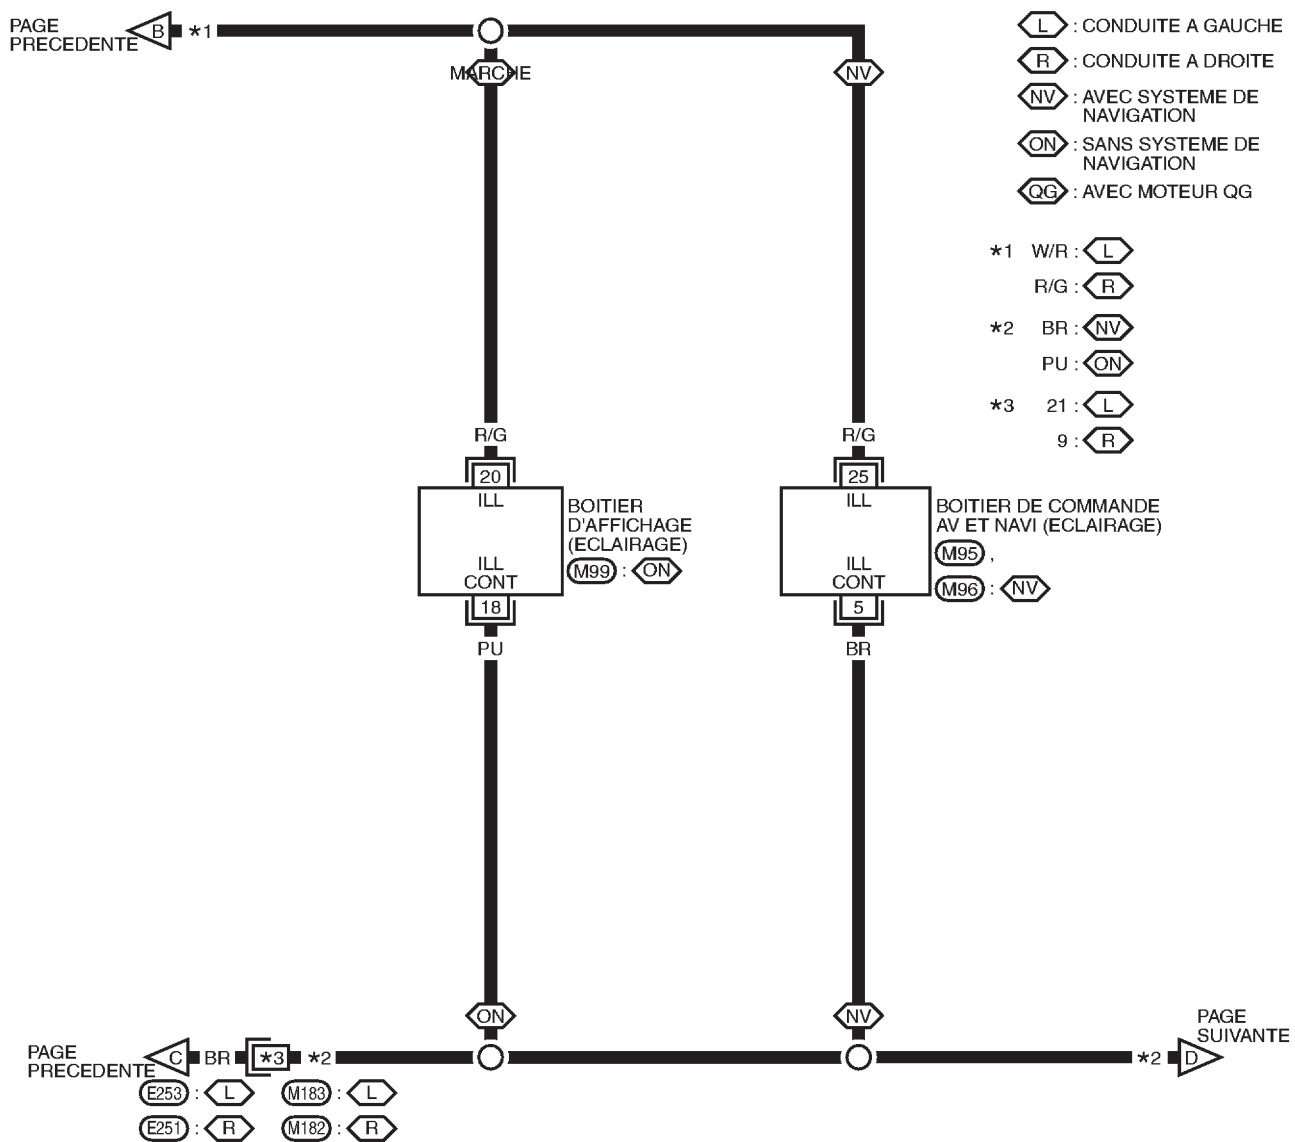 PAGE
PRECEDENTE
B
*1
MARCHE
NV
L : CONDUITE A GAUCHE
R : CONDUITE A DROITE
NV : AVEC SYSTEME DE
NAVIGATION
ON : SANS SYSTEME DE
NAVIGATION
QG : AVEC MOTEUR QG
*1 W/R : L
R/G : R
*2 BR : NV
PU : ON
*3 21 : L
9 : R
R/G
20
ILL
ILL
CONT
18
PU
BOITIER
D'AFFICHAGE
(ECLAIRAGE)
M99 : ON
R/G
25
ILL
ILL
CONT
5
BR
BOITIER DE COMMANDE
AV ET NAVI (ECLAIRAGE)
M95 ,
M96 : NV
ON
NV
PAGE
PRECEDENTE
C
BR
*3
*2
*2
D
PAGE
SUIVANTE
E253 : L
M183 : L
E251 : R
M182 : R